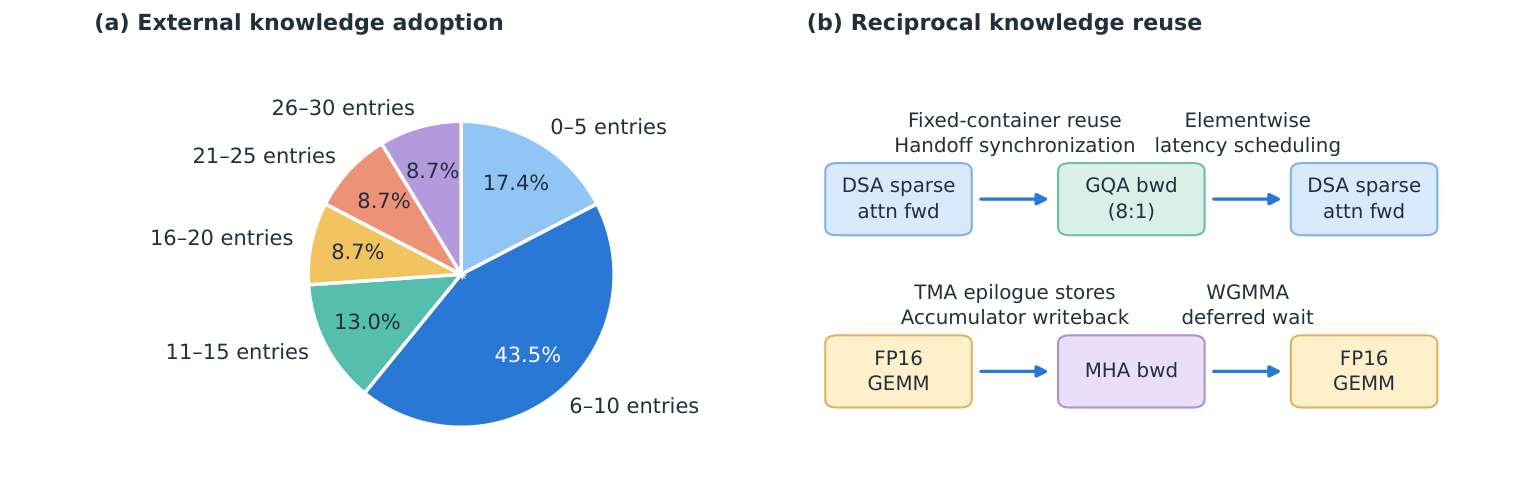 (a) External knowledge adoption
26–30 entries
0–5 entries
21–25 entries
8.7%
17.4%
8.7%
16–20 entries
8.7%
13.0%
11–15 entries
43.5%
6–10 entries
(b) Reciprocal knowledge reuse
Fixed-container reuse
Handoff synchronization
Elementwise
latency scheduling
DSA sparse
attn fwd
GQA bwd
(8:1)
DSA sparse
attn fwd
TMA epilogue stores
Accumulator writeback
WGMMA
deferred wait
FP16
GEMM
MHA bwd
FP16
GEMM